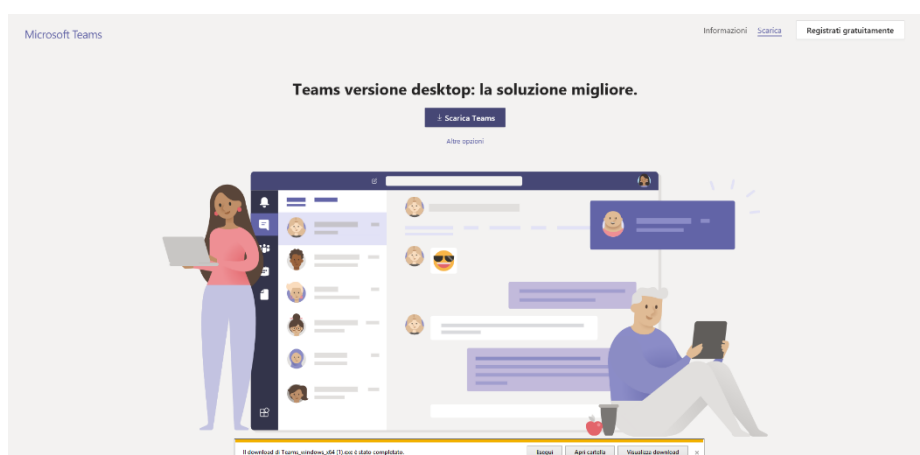 Microsoft Teams
Informazioni Scarica Registrati gratuitamente
Teams versione desktop: la soluzione migliore.
Scarica Teams
Altre opzioni
Il download di Teams_windows_x64 (1).exe è stato completato. Esegui Apri cartella Visualizza download ×